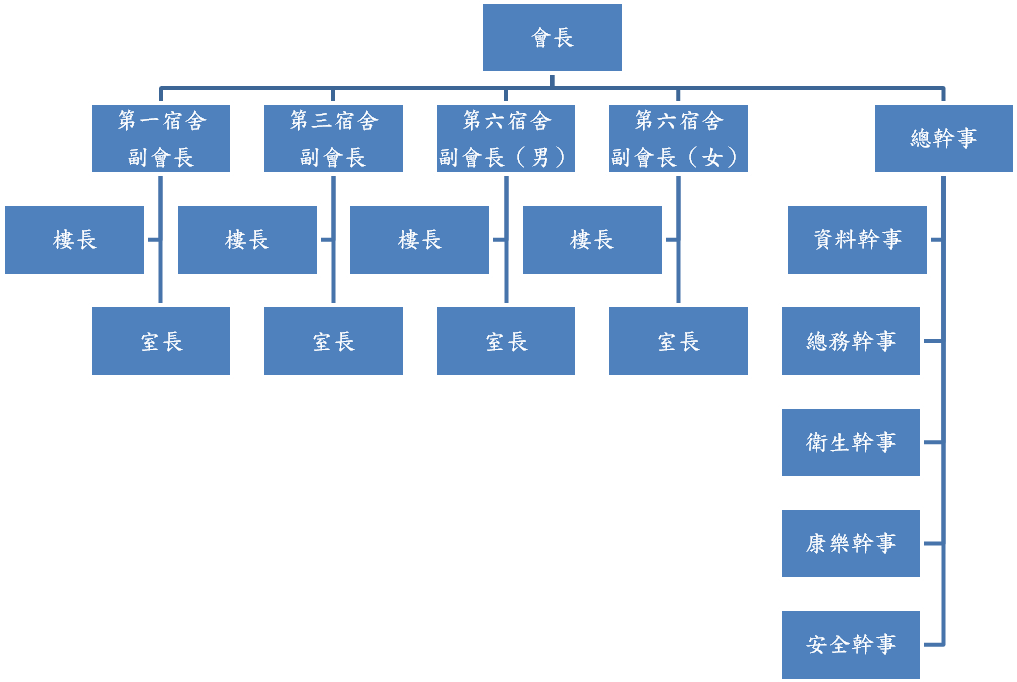 會長
第一宿舍
副會長
第三宿舍
副會長
第六宿舍
副會長（男）
第六宿舍
副會長（女）
總幹事
樓長
樓長
樓長
樓長
資料幹事
室長
室長
室長
室長
總務幹事
衛生幹事
康樂幹事
安全幹事